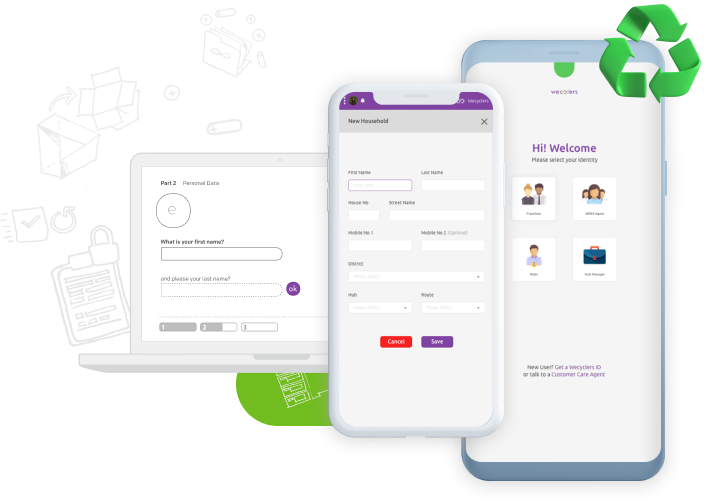 Part 2 Personal Data
e
What is your first name?
and please your last name?
ok
1 2 3
Wecyclers
New Household
First Name Last Name
House No Street Name
Mobile No 1 Mobile No 2 (Optional)
District
Hub Route
Cancel Save
wecyclers
Hi! Welcome
Please select your identity
Franchise
Rider Hub Manager
New User? Get a Wecyclers ID
or talk to a Customer Care Agent